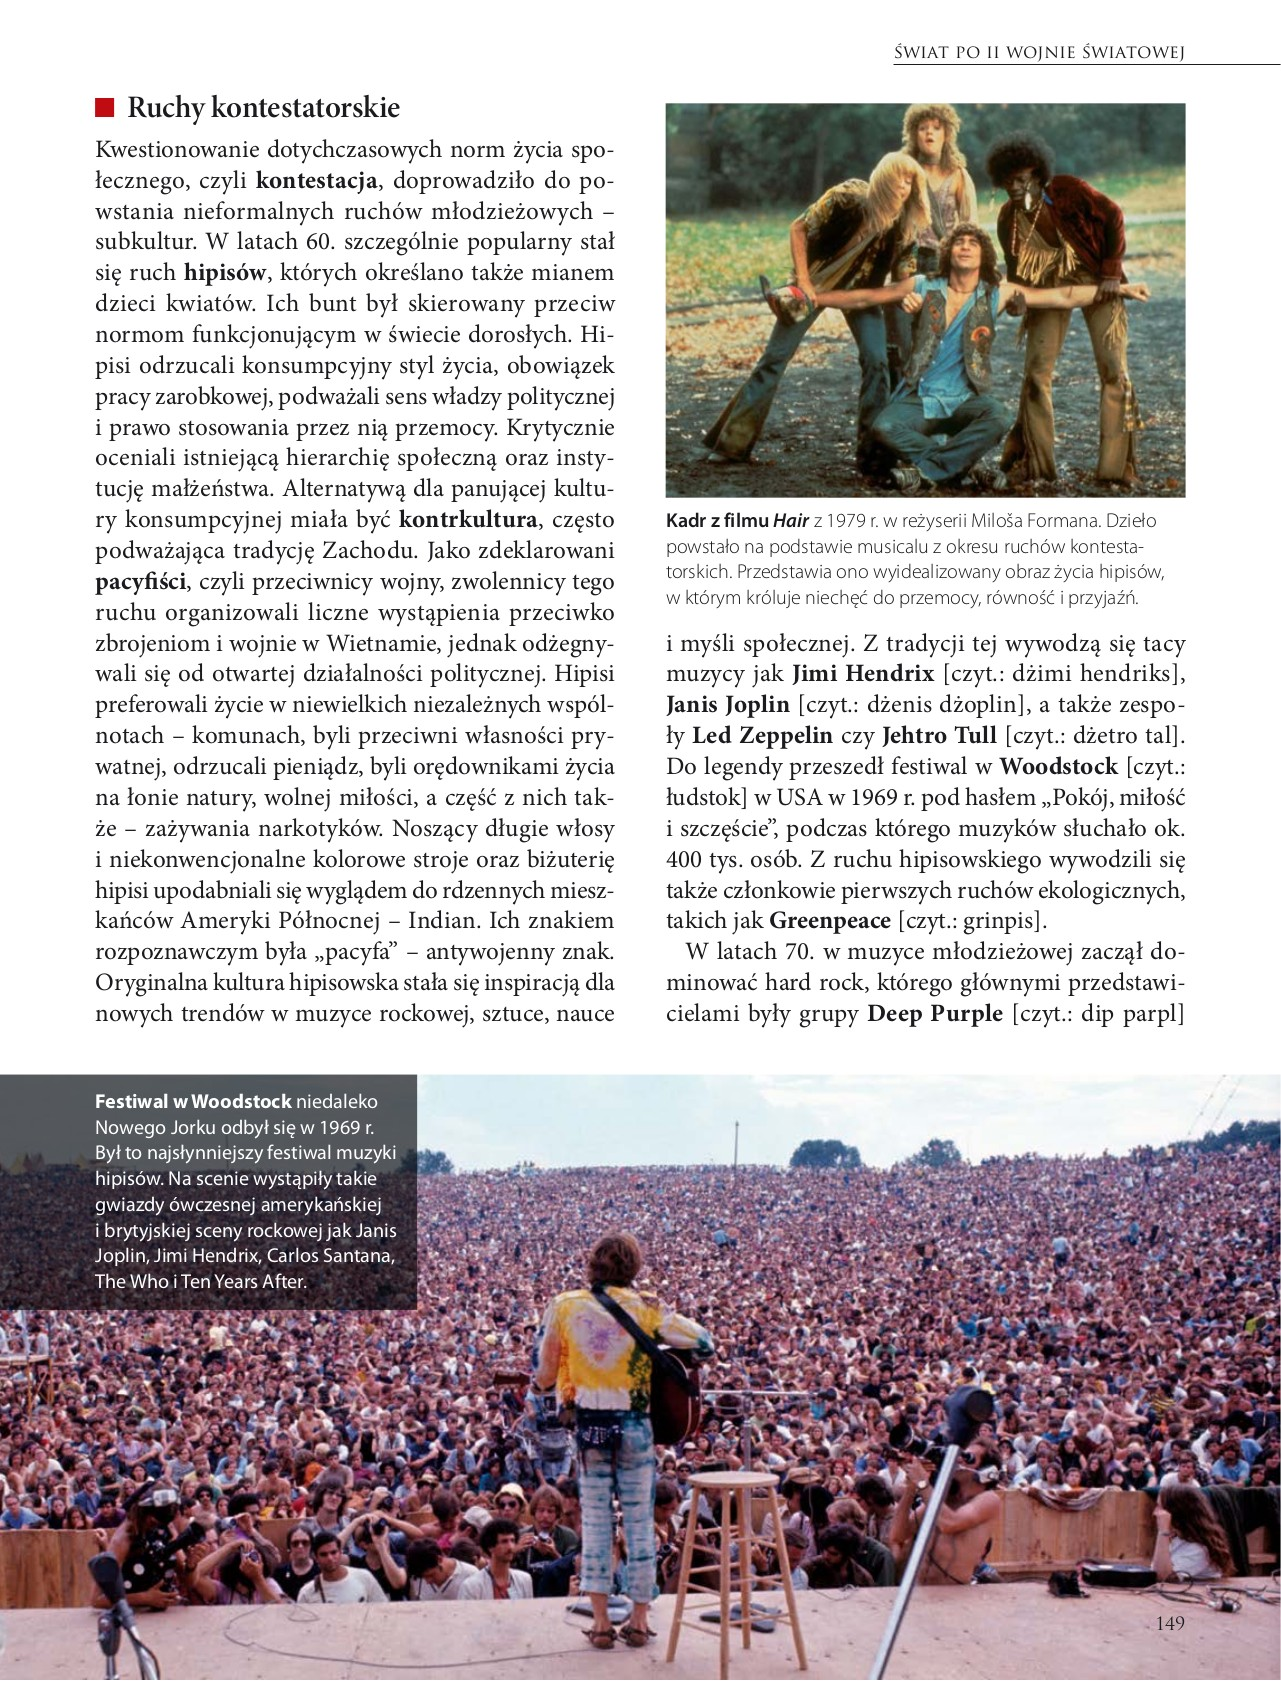 ŚWIAT PO II WOJNIE ŚWIATOWEJ
Ruchy kontestatorskie
Kwestionowanie dotychczasowych norm życia spo-
łecznego, czyli kontestacja, doprowadziło do po-
wstania nieformalnych ruchów młodzieżowych –
subkultur. W latach 60. szczególnie popularny stał
się ruch hipisów, których określano także mianem
dzieci kwiatów. Ich bunt był skierowany przeciw
normom funkcjonującym w świecie dorosłych. Hi-
pisi odrzucali konsumpcyjny styl życia, obowiązek
pracy zarobkowej, podważali sens władzy politycznej
i prawo stosowania przez nią przemocy. Krytycznie
oceniali istniejącą hierarchię społeczną oraz insty-
tucję małżeństwa. Alternatywą dla panującej kultu-
ry konsumpcyjnej miała być kontrkultura, często
podważająca tradycję Zachodu. Jako zdeklarowani
pacyfiści, czyli przeciwnicy wojny, zwolennicy tego
ruchu organizowali liczne wystąpienia przeciwko
zbrojeniom i wojnie w Wietnamie, jednak odżegny-
wali się od otwartej działalności politycznej. Hipisi
preferowali życie w niewielkich niezależnych wspól-
notach – komunach, byli przeciwni własności pry-
watnej, odrzucali pieniądz, byli orędownikami życia
na łonie natury, wolnej miłości, a część z nich tak-
że – zażywania narkotyków. Noszący długie włosy
i niekonwencjonalne kolorowe stroje oraz biżuterię
hipisi upodabniali się wyglądem do rdzennych miesz-
kańców Ameryki Północnej – Indian. Ich znakiem
rozpoznawczym była „pacyfa” – antywojenny znak.
Oryginalna kultura hipisowska stała się inspiracją dla
nowych trendów w muzyce rockowej, sztuce, nauce
Kadr z filmu Hair z 1979 r. w reżyserii Miloša Formana. Dzieło
powstało na podstawie musicalu z okresu ruchów kontesta-
torskich. Przedstawia ono wyidealizowany obraz życia hipisów,
w którym króluje niechęć do przemocy, równość i przyjaźń.
i myśli społecznej. Z tradycji tej wywodzą się tacy
muzycy jak Jimi Hendrix [czyt.: dżimi hendriks],
Janis Joplin [czyt.: dżenis dżoplin], a także zespo-
ły Led Zeppelin czy Jehtro Tull [czyt.: dżetro tal].
Do legendy przeszedł festiwal w Woodstock [czyt.:
łudstok] w USA w 1969 r. pod hasłem „Pokój, miłość
i szczęście”, podczas którego muzyków słuchało ok.
400 tys. osób. Z ruchu hipisowskiego wywodzili się
także członkowie pierwszych ruchów ekologicznych,
takich jak Greenpeace [czyt.: grinpis].
W latach 70. w muzyce młodzieżowej zaczął do-
minować hard rock, którego głównymi przedstawi-
cielami były grupy Deep Purple [czyt.: dip parpl]
Festiwal w Woodstock niedaleko
Nowego Jorku odbył się w 1969 r.
Był to najsłynniejszy festiwal muzyki
hipisów. Na scenie wystąpiły takie
gwiazdy ówczesnej amerykańskiej
i brytyjskiej sceny rockowej jak Janis
Joplin, Jimi Hendrix, Carlos Santana,
The Who i Ten Years After.
149